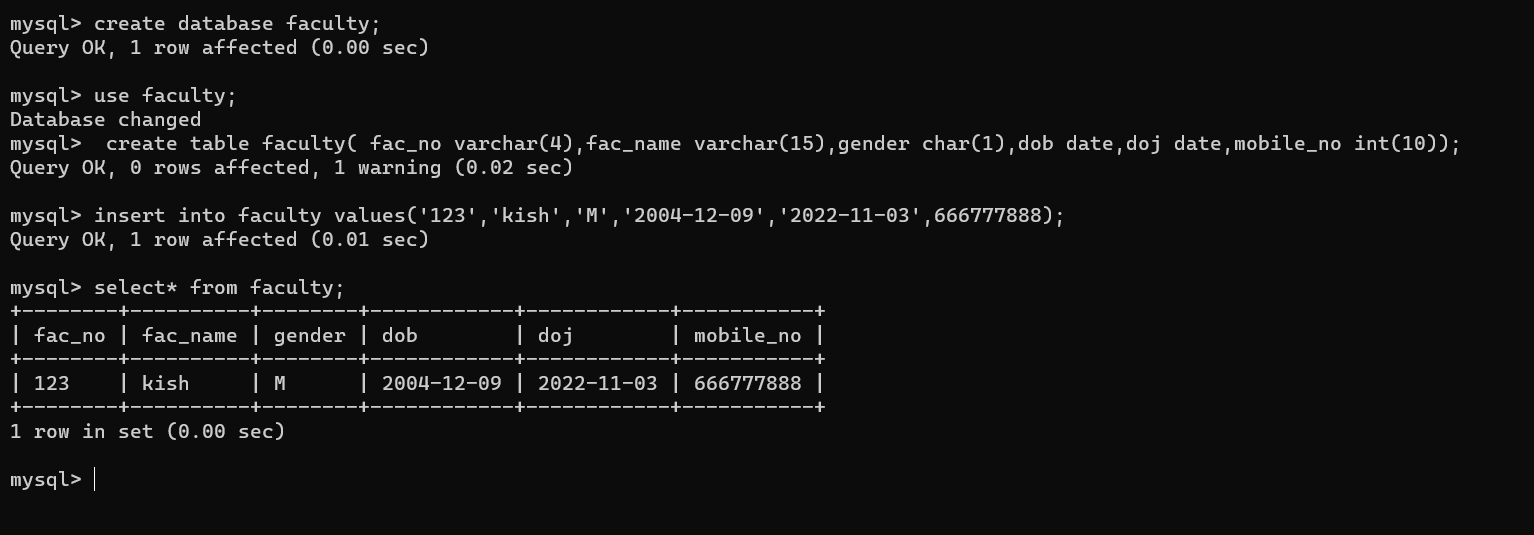 mysql> create database faculty;
Query OK, 1 row affected (0.00 sec)

mysql> use faculty;
Database changed
mysql>  create table faculty( fac_no varchar(4),fac_name varchar(15),gender char(1),dob date,doj date,mobile_no int(10));
Query OK, 0 rows affected, 1 warning (0.02 sec)

mysql> insert into faculty values('123','kish','M','2004-12-09','2022-11-03',666777888);
Query OK, 1 row affected (0.01 sec)

mysql> select* from faculty;
+--------+----------+--------+------------+------------+-----------+
| fac_no | fac_name | gender | dob        | doj        | mobile_no |
+--------+----------+--------+------------+------------+-----------+
| 123    | kish     | M      | 2004-12-09 | 2022-11-03 | 666777888 |
+--------+----------+--------+------------+------------+-----------+
1 row in set (0.00 sec)

mysql>